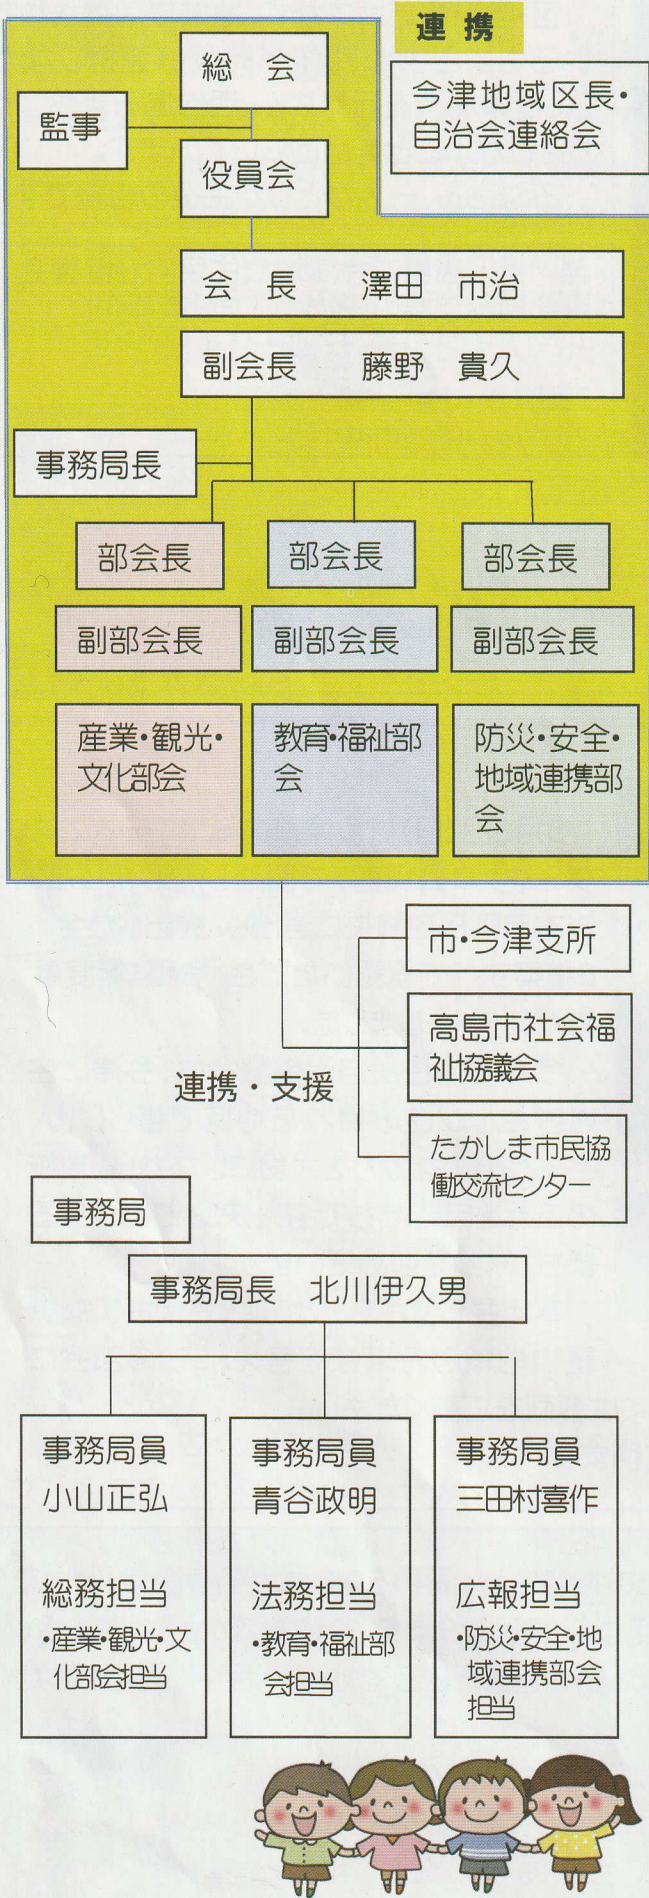 連携
総会
今津地域区長・
自治会連絡会
監事
役員会
会長 澤田 市治
副会長 藤野 貴久
事務局長
部会長
部会長
部会長
副部会長
副部会長
副部会長
産業・観光・
文化部会
教育・福祉部
会
防災・安全・
地域連携部
会
市・今津支所
高島市社会福
祉協議会
連携・支援
たかしま市民協
働交流センター
事務局
事務局長 北川伊久男
事務局員
小山正弘
総務担当
・産業・観光・文
化部会担当
事務局員
青谷政明
法務担当
・教育・福祉部
会担当
事務局員
三田村喜作
広報担当
・防災・安全・地
域連携部会
担当